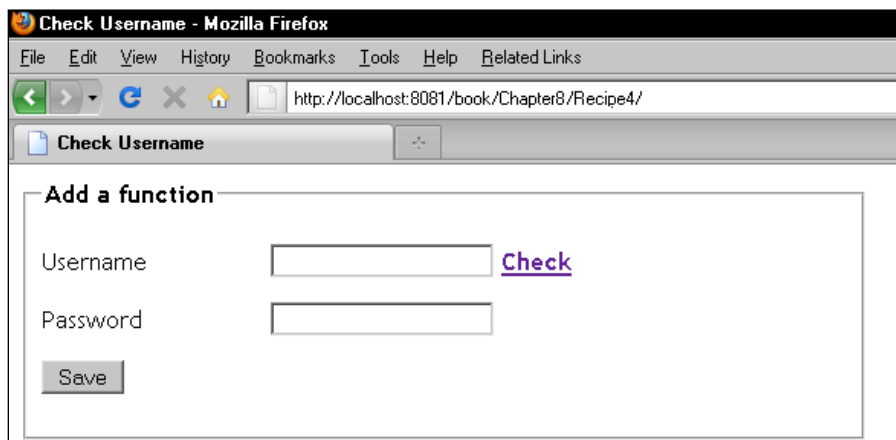 Check Username - Mozilla Firefox
File Edit View History Bookmarks Tools Help Related Links
http://localhost:8081/book/Chapter8/Recipe4/
Check Username
Add a function
Username Check
Password
Save